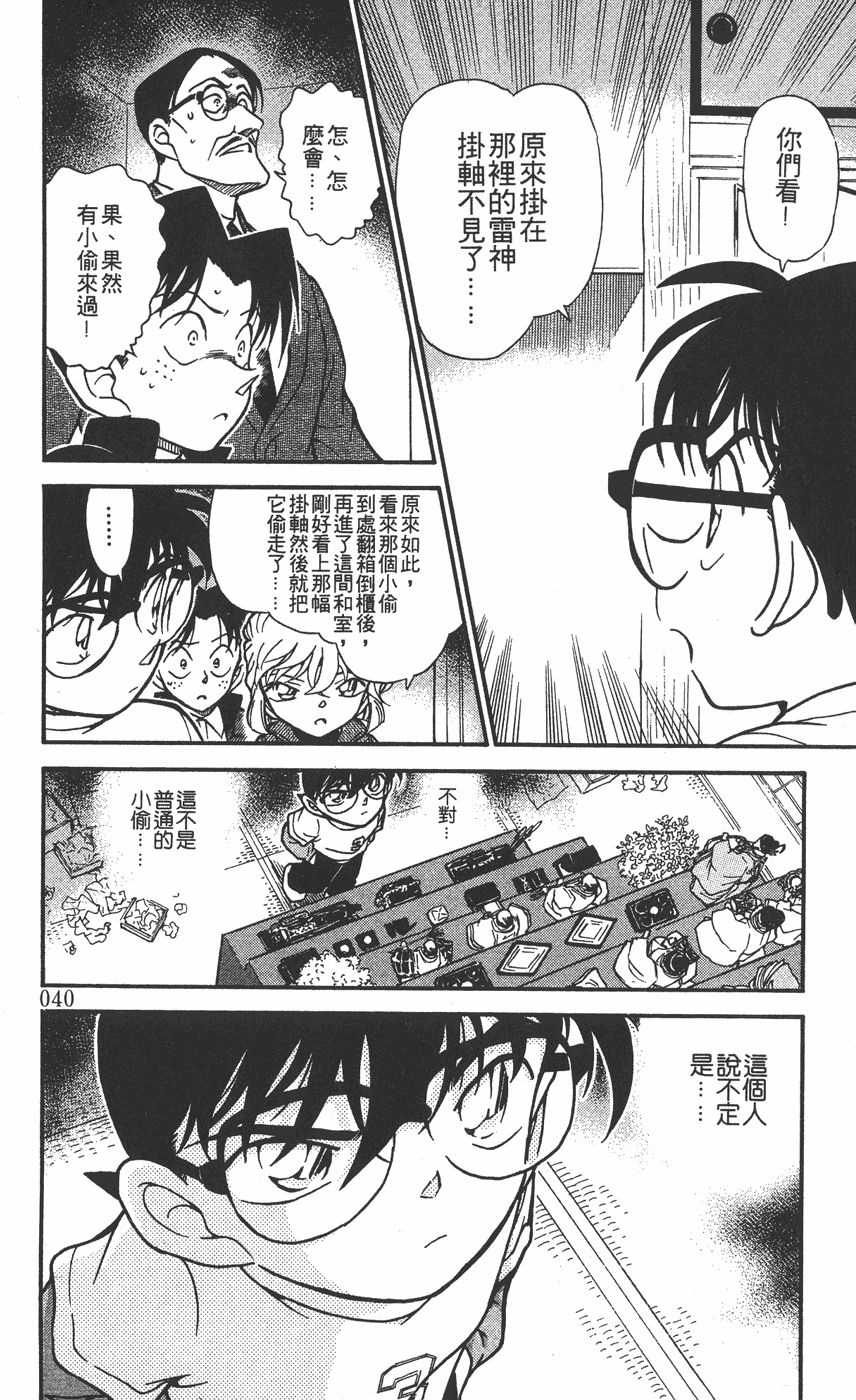 你們看！
原來掛在
那裡的雷神
掛軸不見了……
怎、怎
麼會……
果、果然
有小偷來過！
原來如此，
看來那個小偷
到處翻箱倒櫃後，
再進了這間和室，
剛好看上那幅
掛軸然後就把
它偷走了……
……
不對…
這不是
普通的
小偷……
040
這個人
說不定
是……
3